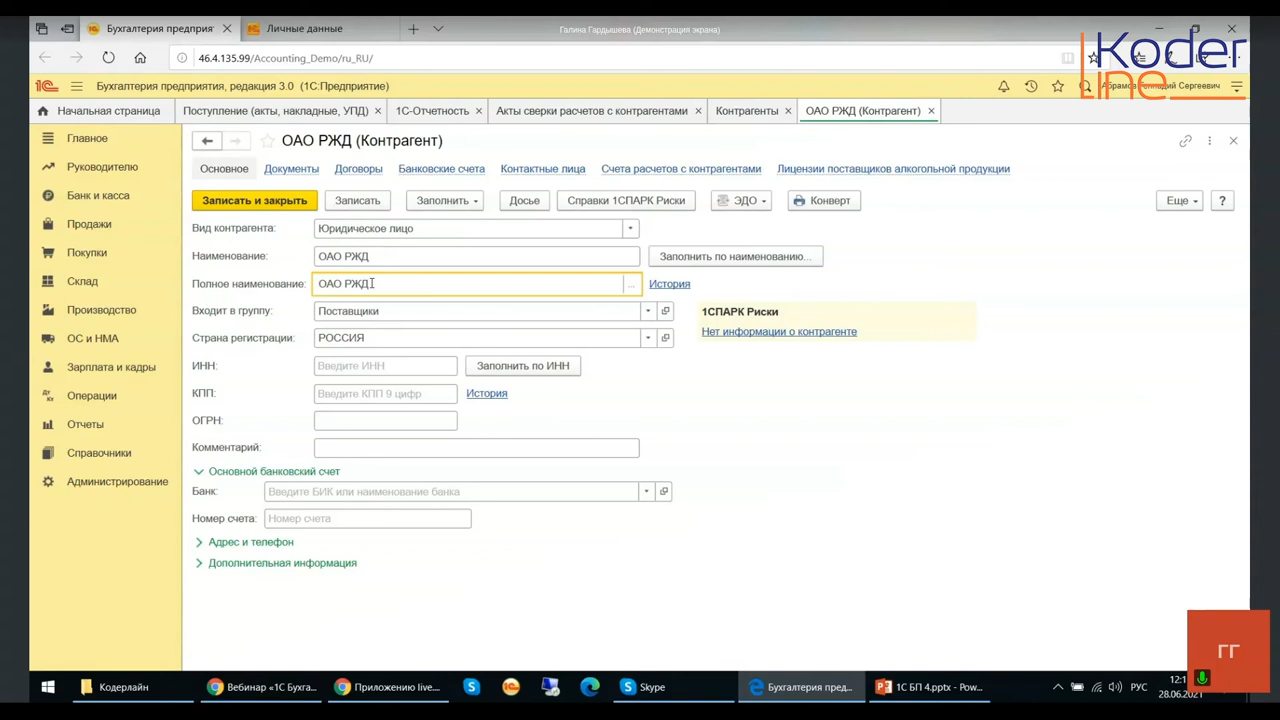 Бухгалтерия предприя
Личные данные
Галина Гардышева (Демонстрация экрана)
46.4.135.99/Accounting_Demo/ru_RU/
Koder
line
Бухгалтерия предприятия, редакция 3.0 (1С:Предприятие)
Сергеевич
Начальная страница
Поступление (акты, накладные, УПД)
1С-Отчетность
Акты сверки расчетов с контрагентами
Контрагенты
ОАО РЖД (Контрагент)
Главное
Руководителю
Банк и касса
Продажи
Покупки
Склад
Производство
ОС и НМА
Зарплата и кадры
Операции
Отчеты
Справочники
Администрирование
ОАО РЖД (Контрагент)
Основное Документы Договоры Банковские счета Контактные лица Счета расчетов с контрагентами Лицензии поставщиков алкогольной продукции
Записать и закрыть Записать Заполнить Досье Справки 1СПАРК Риски ЭДО Конверт Еще ?
Вид контрагента: Юридическое лицо
Наименование: ОАО РЖД Заполнить по наименованию...
Полное наименование: ОАО РЖД ... История
Входит в группу: Поставщики
1СПАРК Риски
Нет информации о контрагенте
Страна регистрации: РОССИЯ
ИНН: Введите ИНН Заполнить по ИНН
КПП: Введите КПП 9 цифр История
ОГРН:
Комментарий:
Основной банковский счет
Банк: Введите БИК или наименование банка
Номер счета: Номер счета
Адрес и телефон
Дополнительная информация
ГГ
Кодерлайн
Вебинар «1С Бухга...
Приложению live....
Skype
Бухгалтерия пред...
1С БП 4.pptx - Pow...
РУС